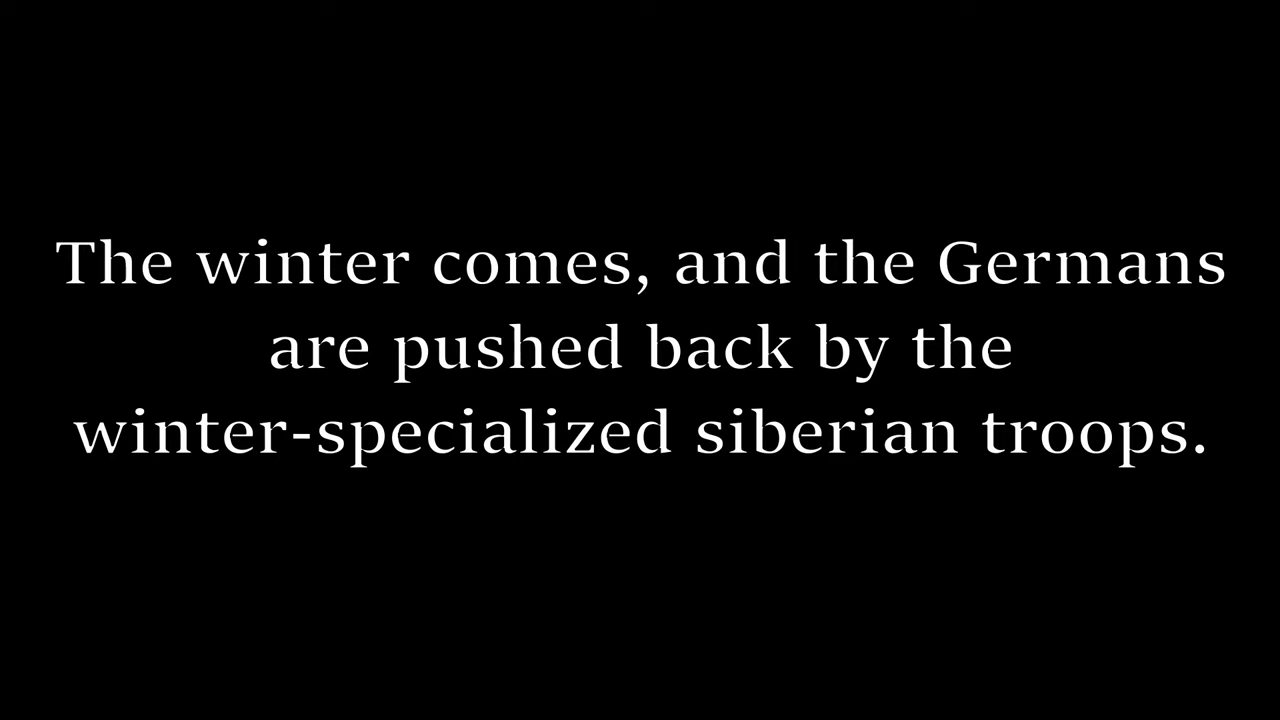 The winter comes, and the Germans
are pushed back by the
winter-specialized siberian troops.